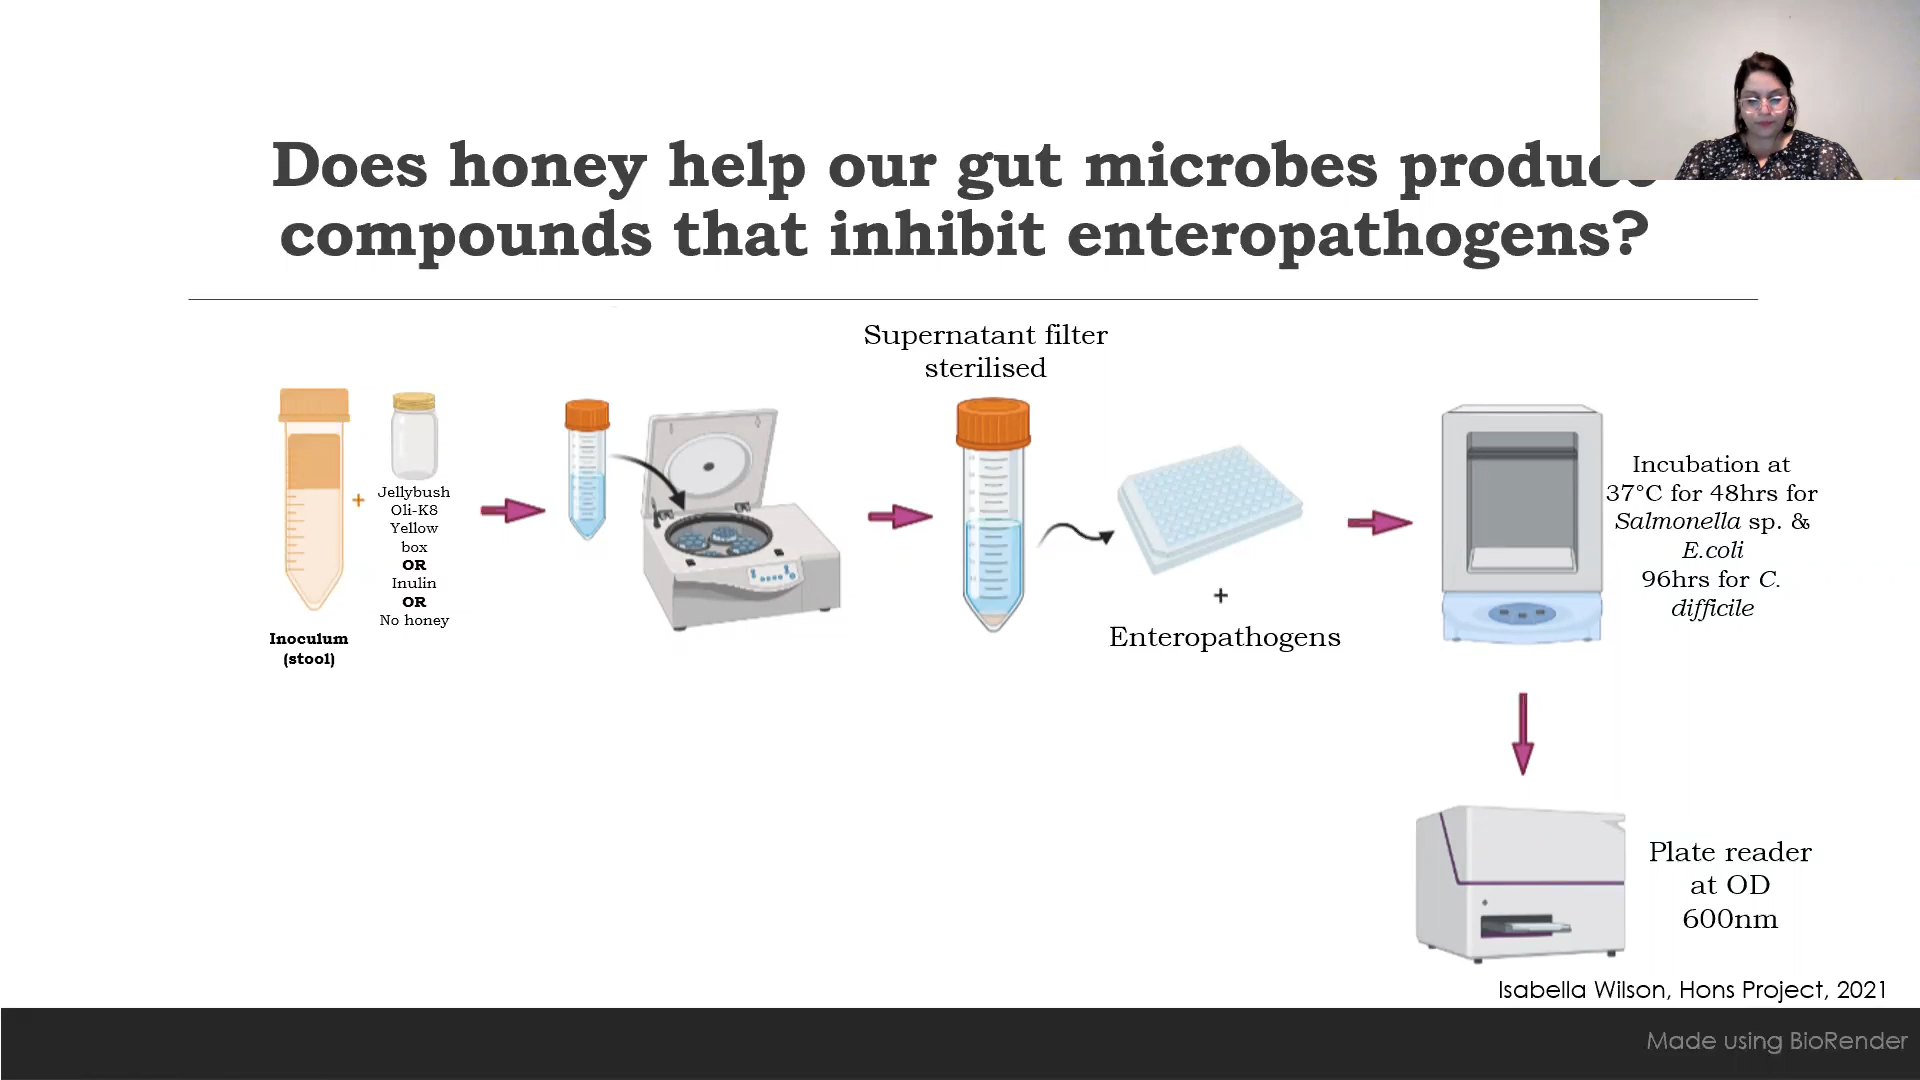 Does honey help our gut microbes produce
compounds that inhibit enteropathogens?
Supernatant filter
sterilised
+
Jellybush
Oli-K8
Yellow
box
OR
Inulin
OR
No honey
Inoculum
(stool)
+
Enteropathogens
Incubation at
37°C for 48hrs for
Salmonella sp. &
E.coli
96hrs for C.
difficile
Plate reader
at OD
600nm
Isabella Wilson, Hons Project, 2021
Made using BioRender